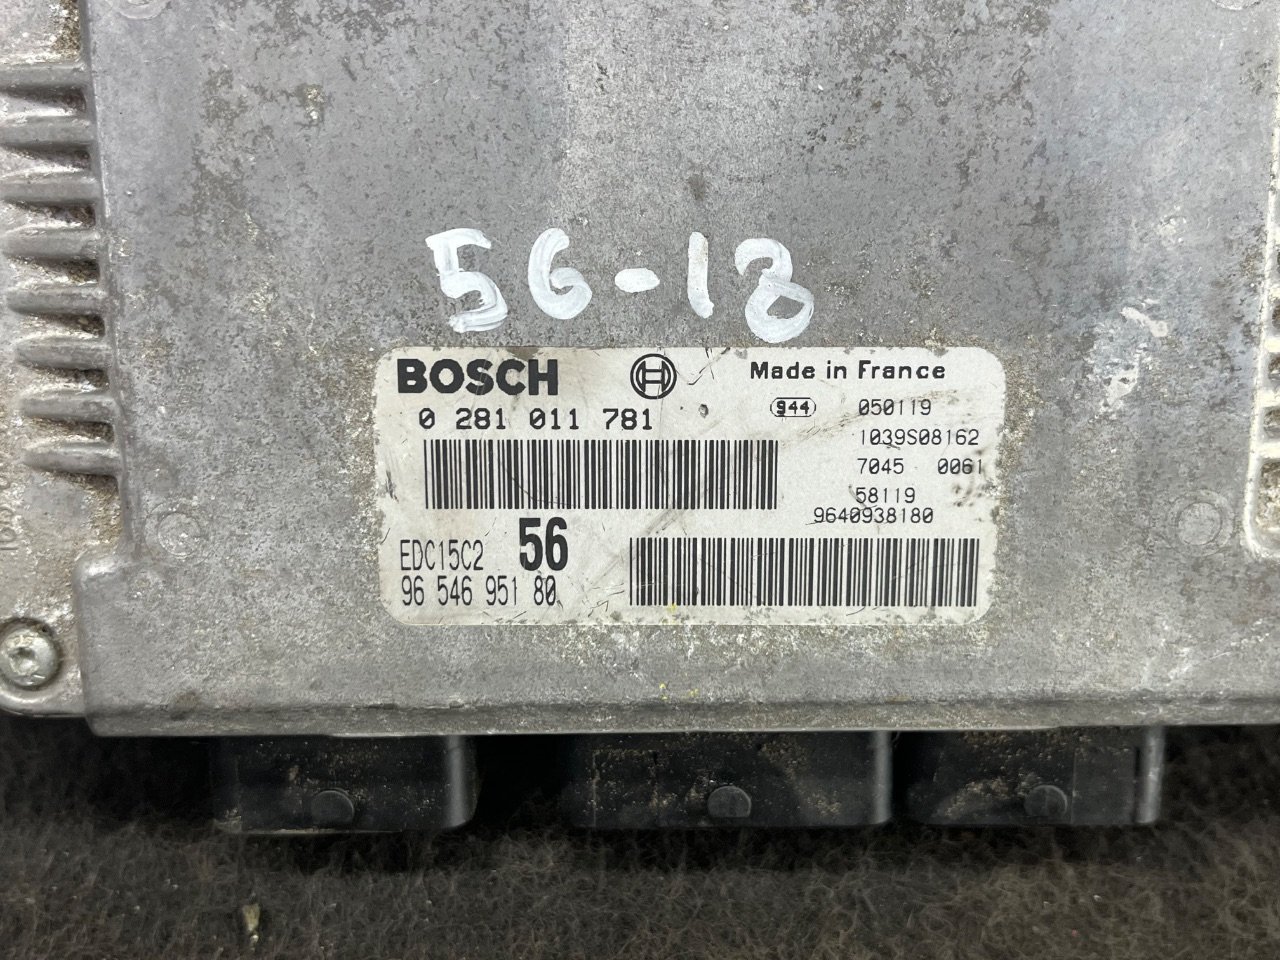 56-18
BOSCH
Made in France
0 281 011 781
944
050119
1039S08162
7045 0061
58119
9640938180
EDC15C2 56
96 546 951 80